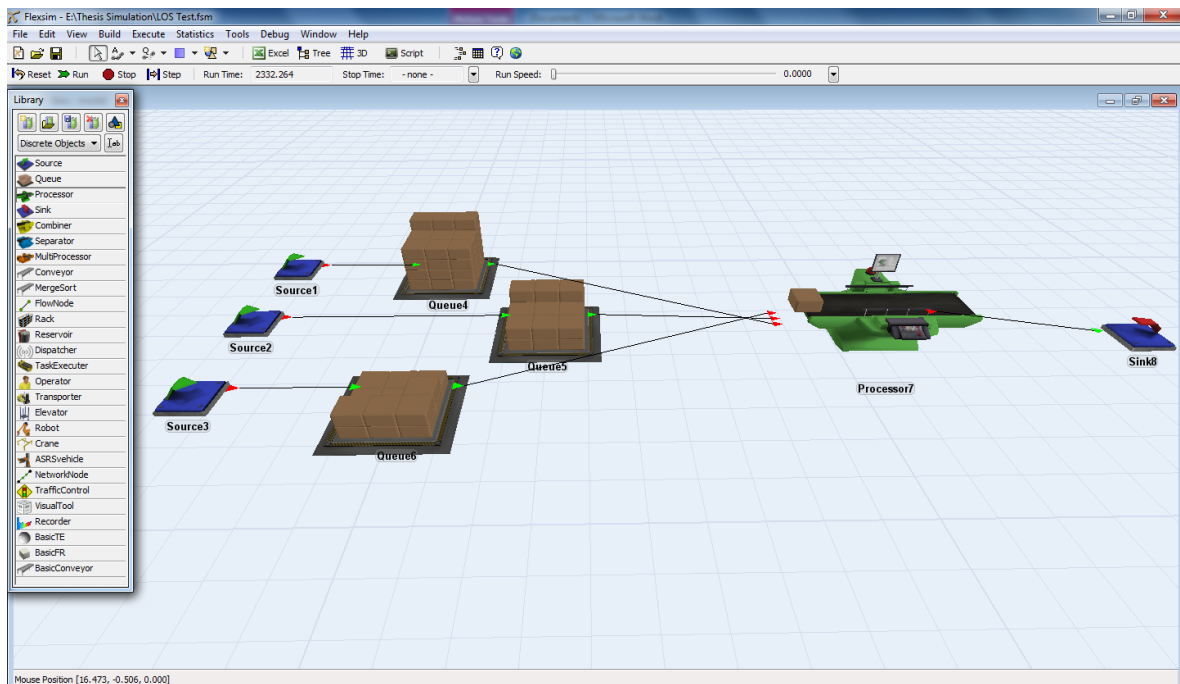 Flexsim - E:\Thesis Simulation\LOS Test.fsm
File Edit View Build Execute Statistics Tools Debug Window Help
Excel Tree 3D Script
Reset Run Stop Step Run Time: 2332.264 Stop Time: - none - Run Speed: 0.0000
Library
Discrete Objects
Source
Queue
Processor
Sink
Combiner
Separator
MultiProcessor
Conveyor
MergeSort
FlowNode
Rack
Reservoir
Dispatcher
TaskExecuter
Operator
Transporter
Elevator
Robot
Crane
ASRSvehicle
NetworkNode
TrafficControl
VisualTool
Recorder
BasicTE
BasicFR
BasicConveyor
Source1
Queue4
Source2
Queue5
Source3
Queue6
Processor7
Sink8
Mouse Position [16.473, -0.506, 0.000]